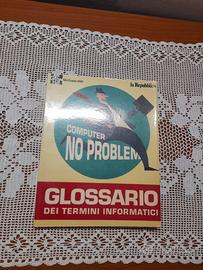 la Repubblica
COMPUTER
NO PROBLEM
GLOSSARIO
DEI TERMINI INFORMATICI